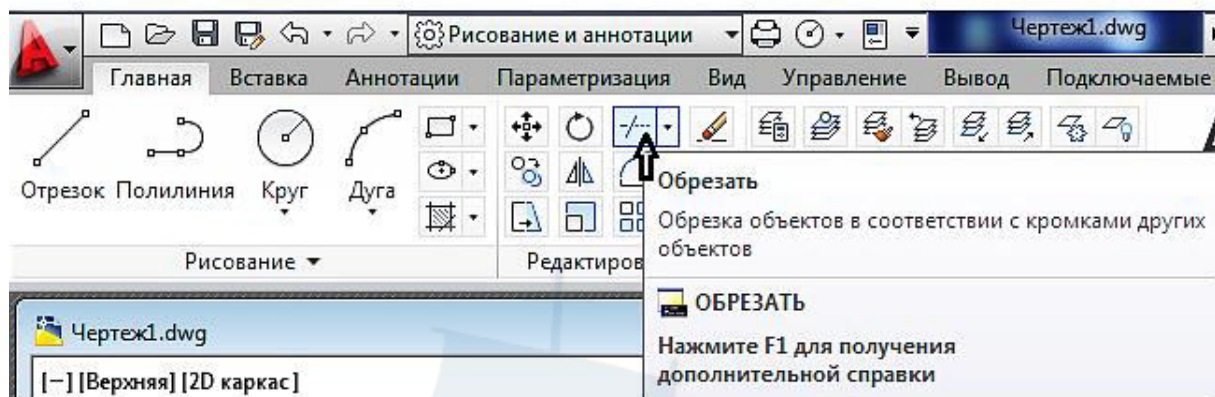 Рисование и аннотации
Чертеж1.dwg
Главная Вставка Аннотации Параметризация Вид Управление Вывод Подключаемые
Отрезок Полилиния Круг Дуга
Рисование
Редактиров
Обрезать
Обрезка объектов в соответствии с кромками других
объектов
ОБРЕЗАТЬ
Нажмите F1 для получения
дополнительной справки
Чертеж1.dwg
[−] [Верхняя] [2D каркас]